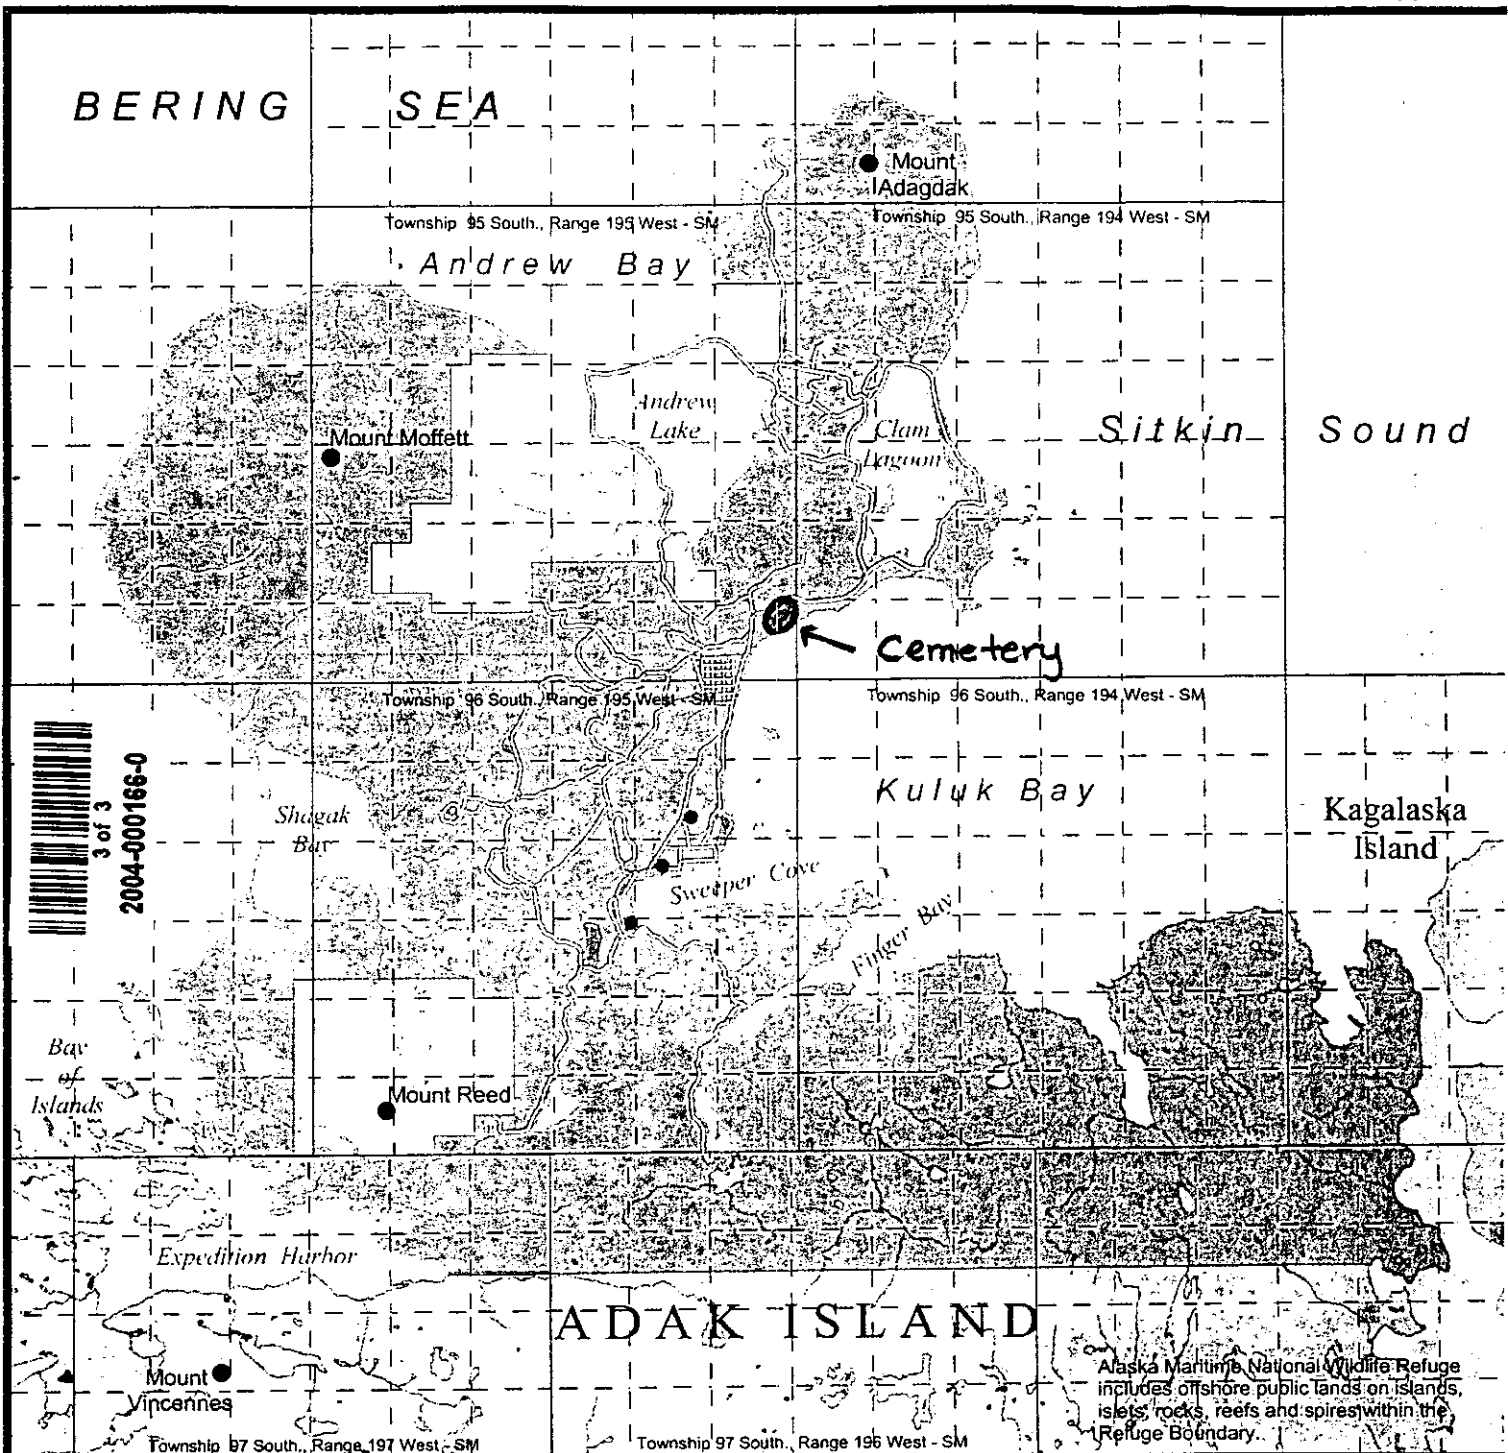 BERING SEA
Mount
Adagdak
Township 95 South., Range 195 West - SM
Township 95 South., Range 194 West - SM
Andrew Bay
Andrew
Lake
Clam
Lagoon
Sitkin Sound
Mount Moffett
Cemetery
Township 96 South., Range 195 West - SM
Township 96 South., Range 194 West - SM
3 of 3
2004-000166-0
Shagak
Bay
Kuluk Bay
Kagalaska
Island
Sweeper Cove
Finger Bay
Bay
of
Islands
Mount Reed
Expedition Harbor
ADAK ISLAND
Mount
Vincennes
Alaska Maritime National Wildlife Refuge
includes offshore public lands on islands,
islets, rocks, reefs and spires within the
Refuge Boundary.
Township 97 South., Range 197 West - SM
Township 97 South., Range 196 West - SM